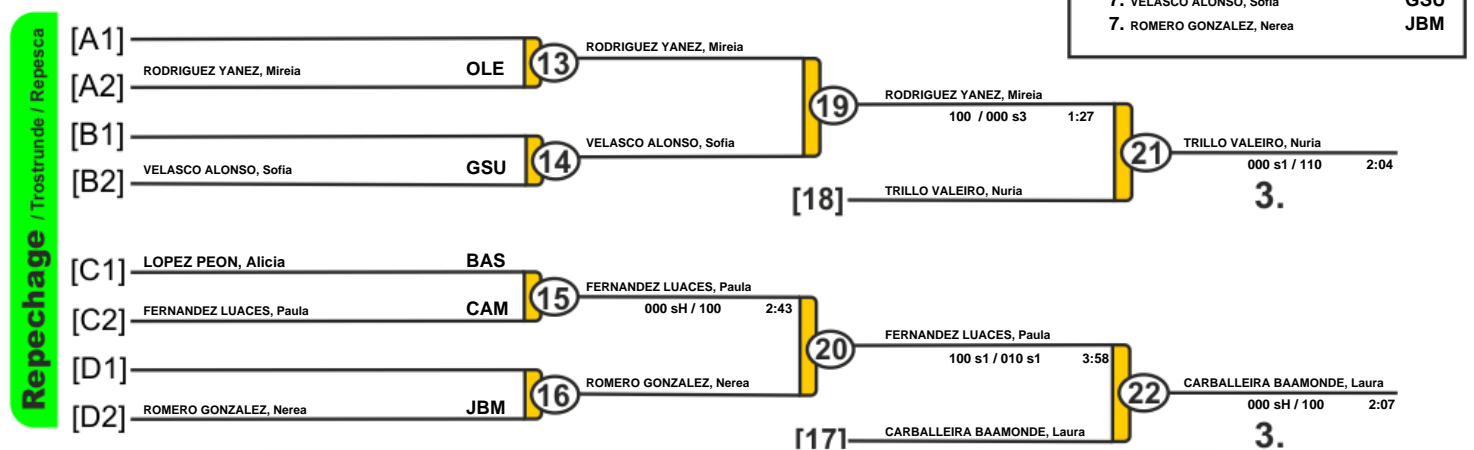 7. VELASCO ALONSO, Sofia GSU
7. ROMERO GONZALEZ, Nerea JBM
Repechage / Trostrunde / Repesca
[A1]
RODRIGUEZ YANEZ, Mireia OLE
[A2]
13
RODRIGUEZ YANEZ, Mireia
[B1]
VELASCO ALONSO, Sofia GSU
[B2]
14
VELASCO ALONSO, Sofia
19
RODRIGUEZ YANEZ, Mireia
100 / 000 s3 1:27
[18]
TRILLO VALEIRO, Nuria
21
TRILLO VALEIRO, Nuria
000 s1 / 110 2:04
3.
[C1] LOPEZ PEON, Alicia BAS
[C2] FERNANDEZ LUACES, Paula CAM
15
FERNANDEZ LUACES, Paula
000 sH / 100 2:43
[D1]
[D2] ROMERO GONZALEZ, Nerea JBM
16
ROMERO GONZALEZ, Nerea
20
FERNANDEZ LUACES, Paula
100 s1 / 010 s1 3:58
[17] CARBALLEIRA BAAMONDE, Laura
22
CARBALLEIRA BAAMONDE, Laura
000 sH / 100 2:07
3.